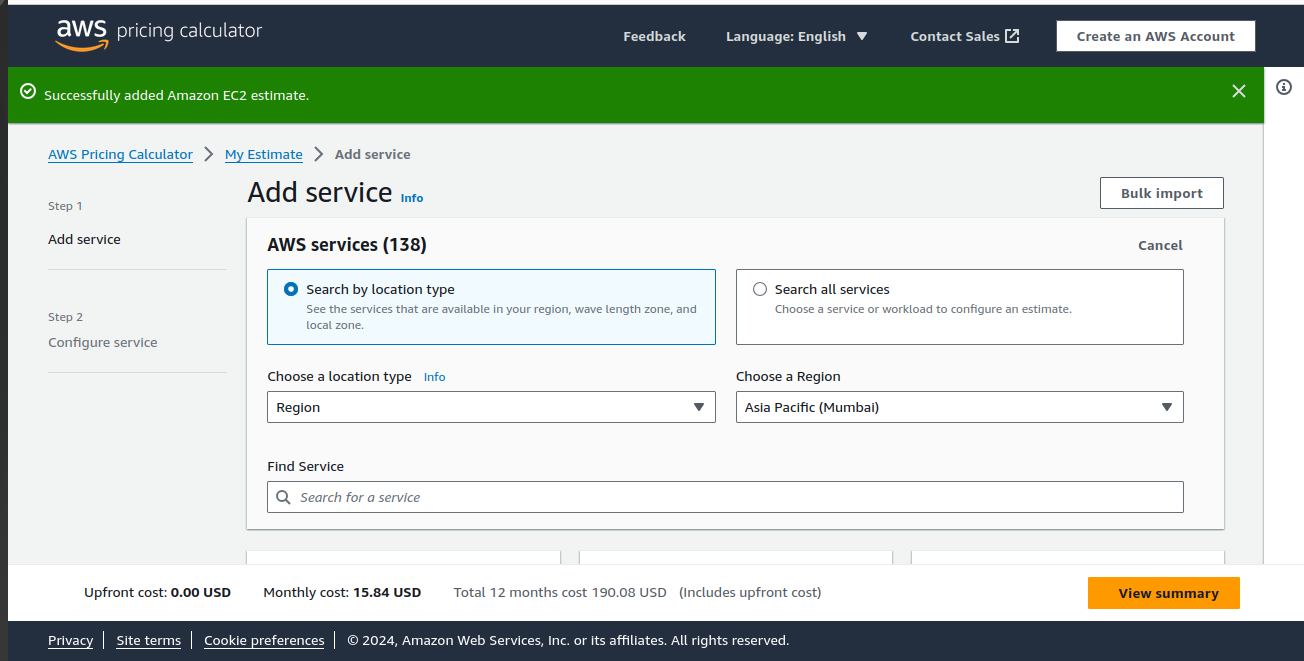 aws pricing calculator
Feedback
Language: English
Contact Sales
Create an AWS Account
Successfully added Amazon EC2 estimate.
AWS Pricing Calculator
My Estimate
Add service
Step 1
Add service
Step 2
Configure service
Add service Info
Bulk import
AWS services (138)
Cancel
Search by location type
See the services that are available in your region, wave length zone, and
local zone.
Search all services
Choose a service or workload to configure an estimate.
Choose a location type Info
Region
Choose a Region
Asia Pacific (Mumbai)
Find Service
Search for a service
Upfront cost: 0.00 USD
Monthly cost: 15.84 USD
Total 12 months cost 190.08 USD (Includes upfront cost)
View summary
Privacy
Site terms
Cookie preferences
© 2024, Amazon Web Services, Inc. or its affiliates. All rights reserved.